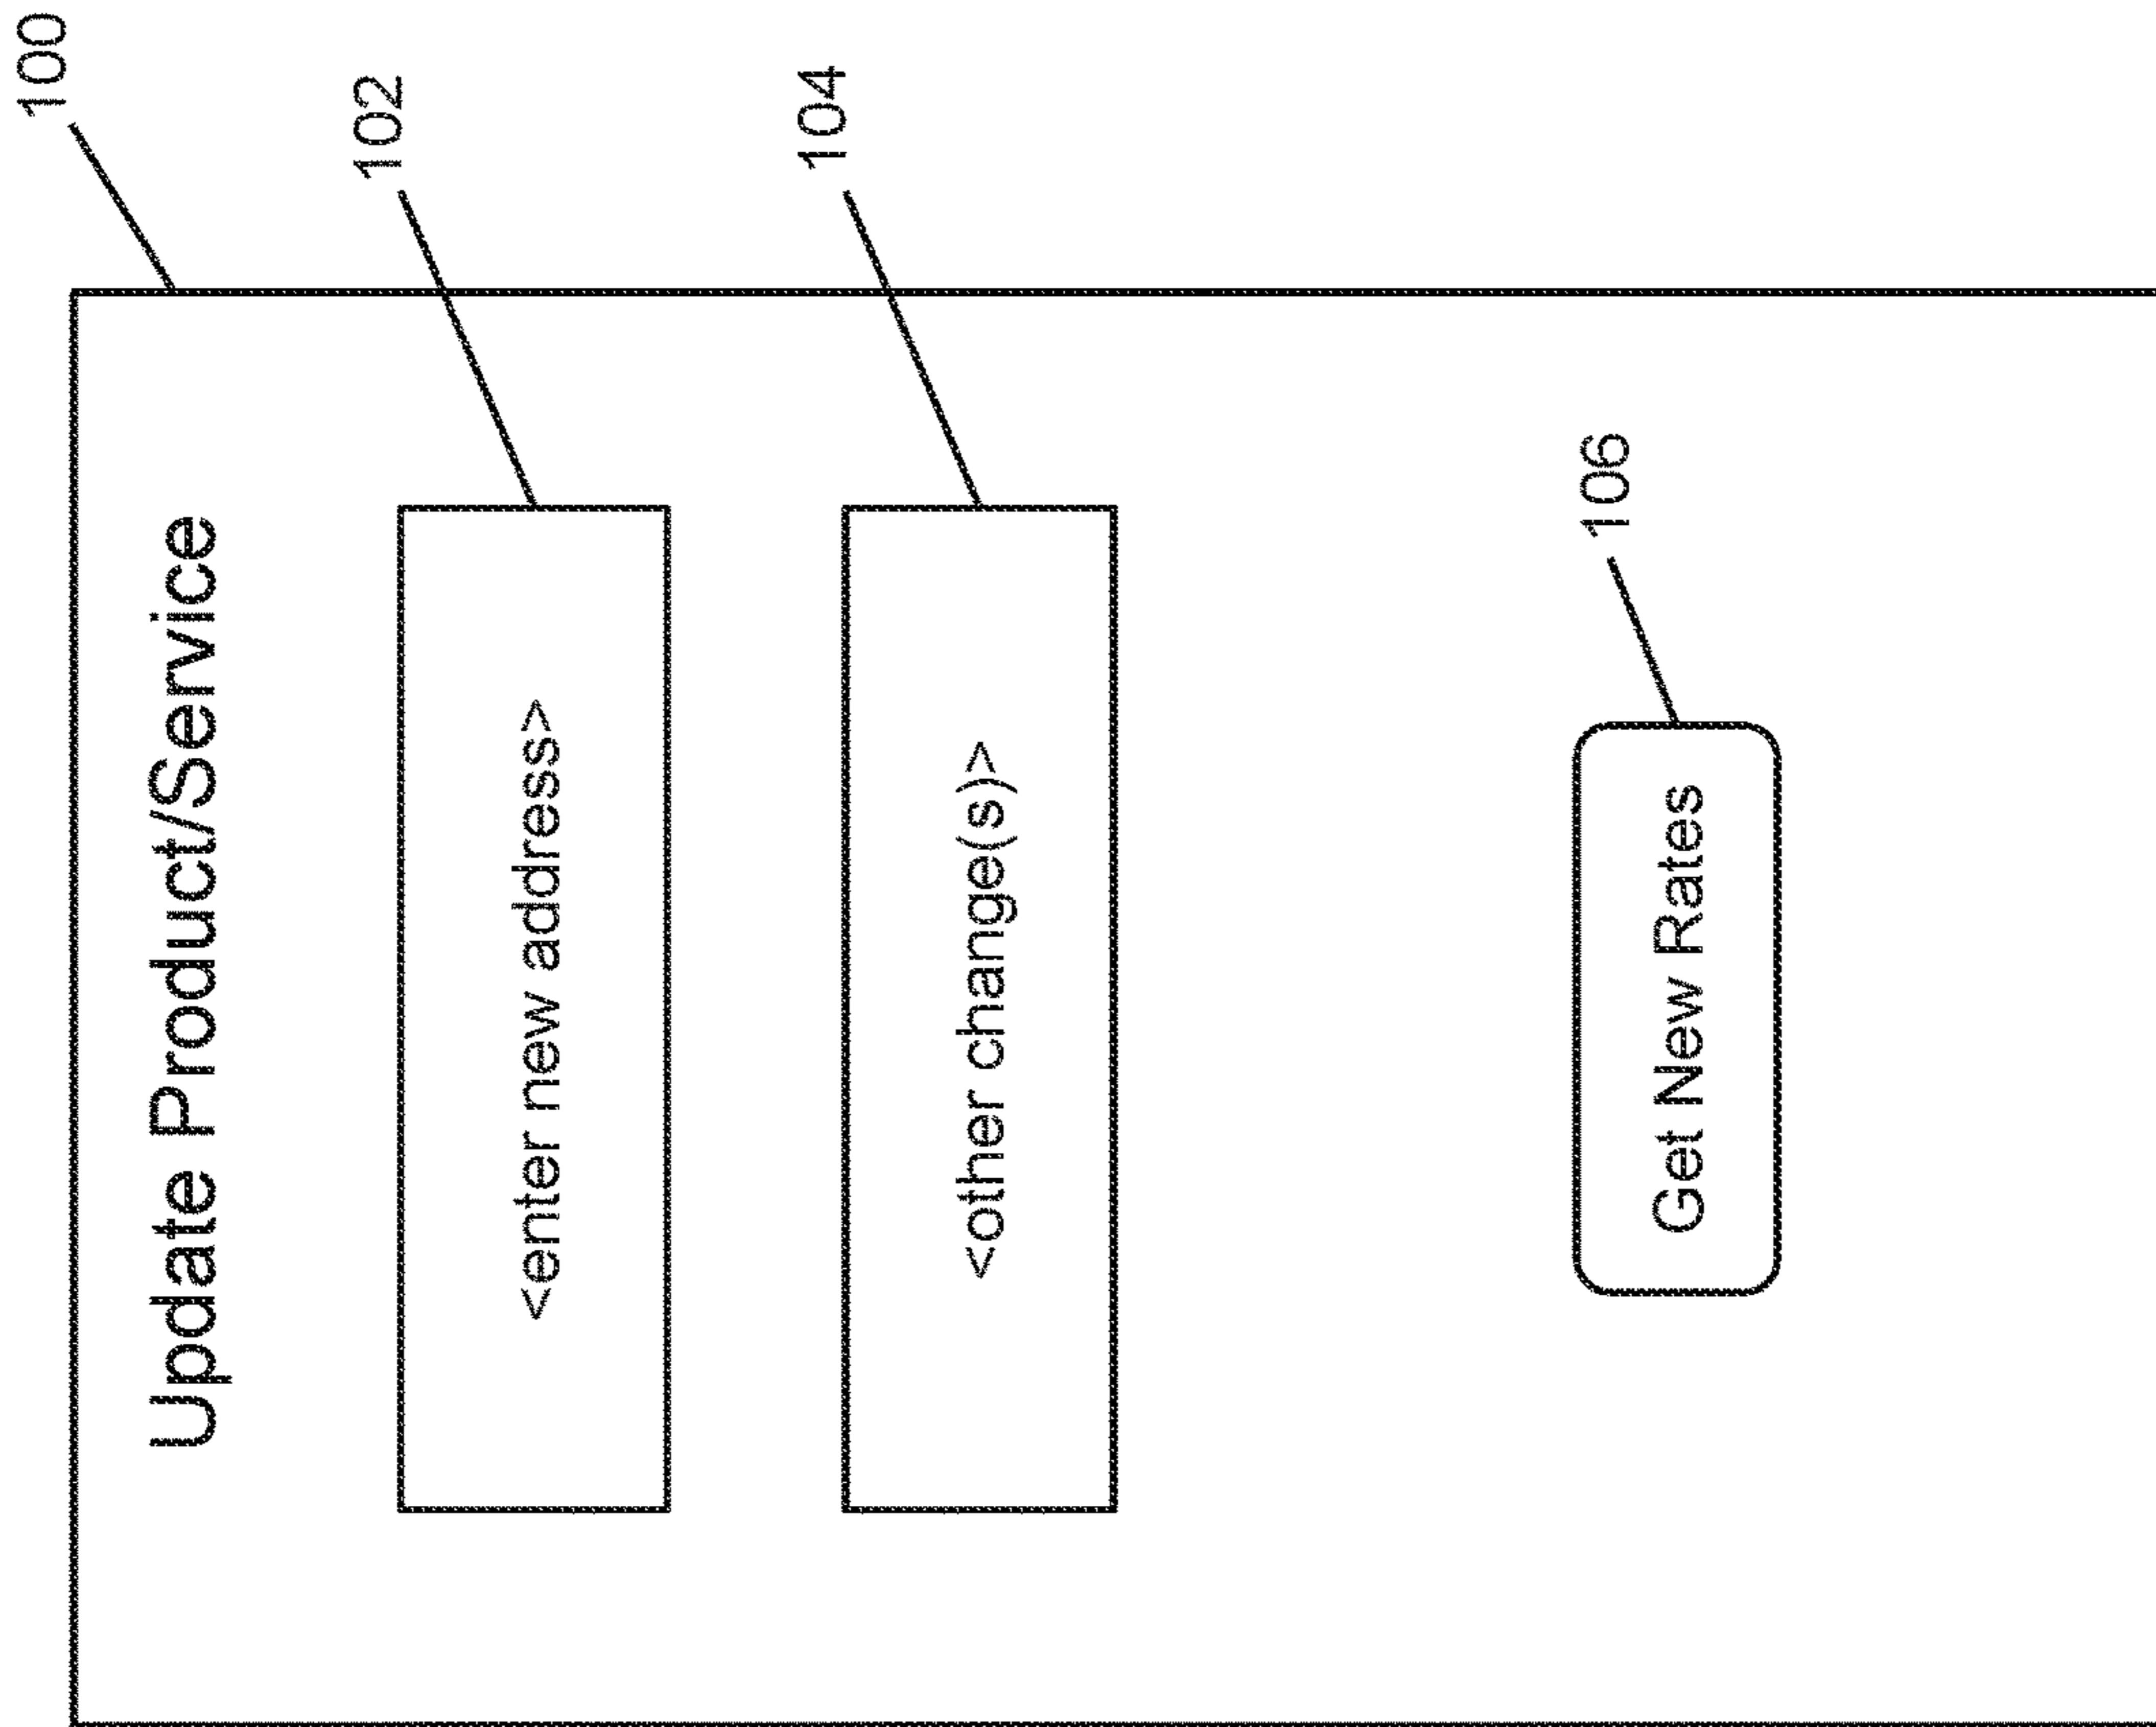 100
Update Product/Service
102
<enter new address>
104
<other change(s)>
106
Get New Rates